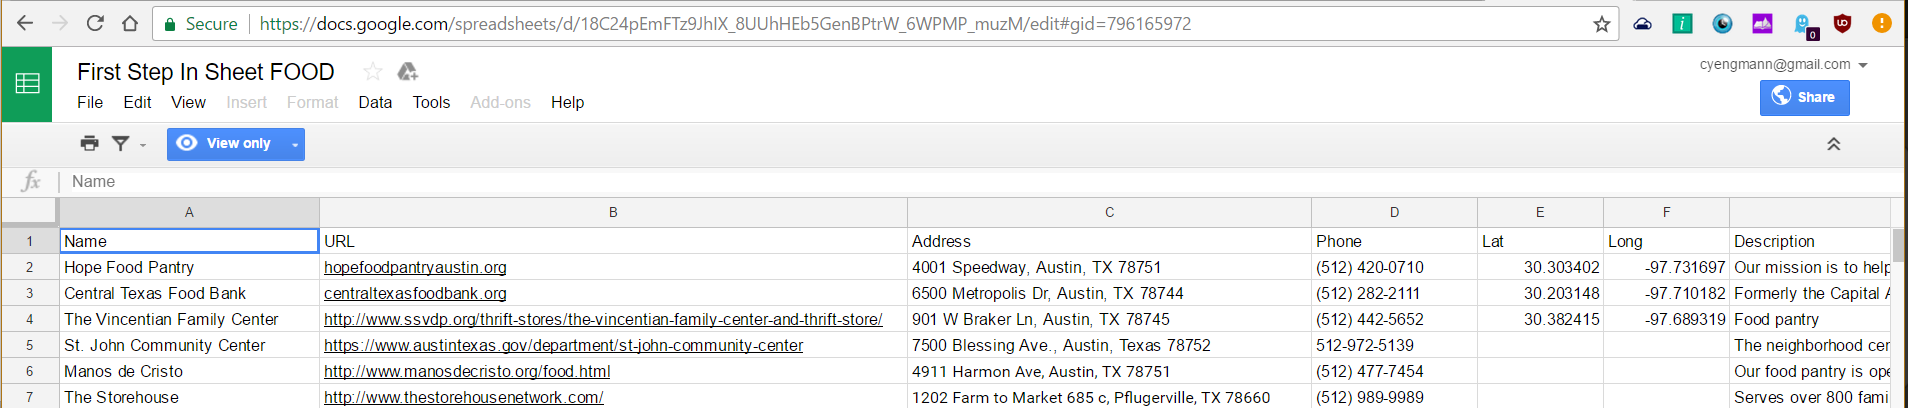 Secure https://docs.google.com/spreadsheets/d/18C24pEmFTz9JhIX_8UUhHEb5GenBPtrW_6WPMP_muzM/edit#gid=796165972
0
First Step In Sheet FOOD
cyengmann@gmail.com
File Edit View Insert Format Data Tools Add-ons Help
Share
View only
fx Name
A B C D E F
1 Name URL Address Phone Lat Long Description
2 Hope Food Pantry hopefoodpantryaustin.org 4001 Speedway, Austin, TX 78751 (512) 420-0710 30.303402 -97.731697 Our mission is to help
3 Central Texas Food Bank centraltexasfoodbank.org 6500 Metropolis Dr, Austin, TX 78744 (512) 282-2111 30.203148 -97.710182 Formerly the Capital A
4 The Vincentian Family Center http://www.ssvdp.org/thrift-stores/the-vincentian-family-center-and-thrift-store/ 901 W Braker Ln, Austin, TX 78745 (512) 442-5652 30.382415 -97.689319 Food pantry
5 St. John Community Center https://www.austintexas.gov/department/st-john-community-center 7500 Blessing Ave., Austin, Texas 78752 512-972-5139 The neighborhood cer
6 Manos de Cristo http://www.manosdecristo.org/food.html 4911 Harmon Ave, Austin, TX 78751 (512) 477-7454 Our food pantry is ope
7 The Storehouse http://www.thestorehousenetwork.com/ 1202 Farm to Market 685 c, Pflugerville, TX 78660 (512) 989-9989 Serves over 800 fami